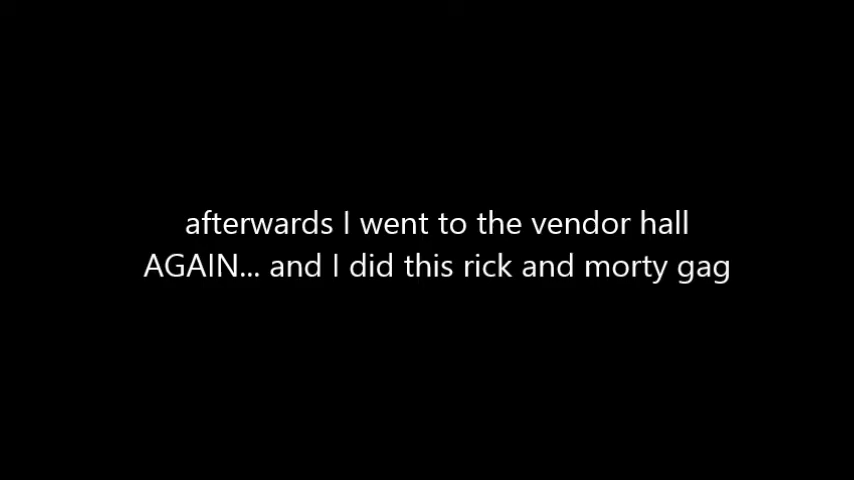 afterwards I went to the vendor hall
AGAIN... and I did this rick and morty gag